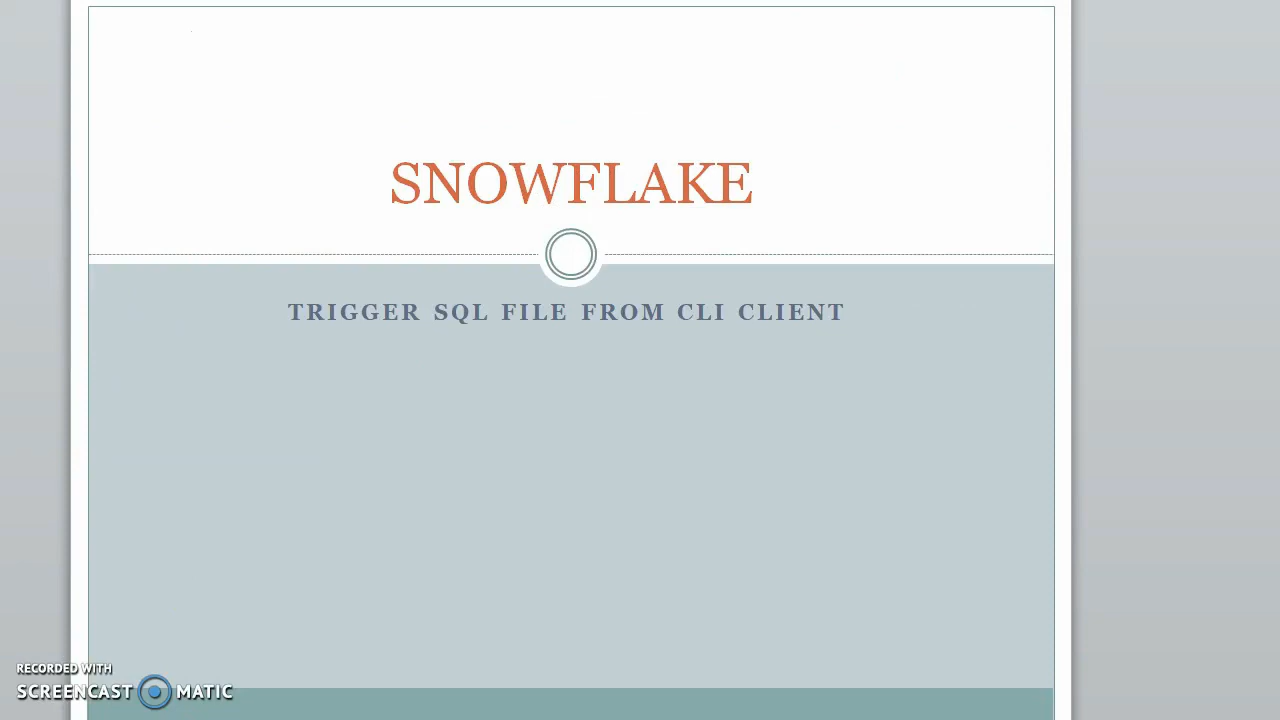 SNOWFLAKE
TRIGGER SQL FILE FROM CLI CLIENT
RECORDED WITH
SCREENCAST MATIC